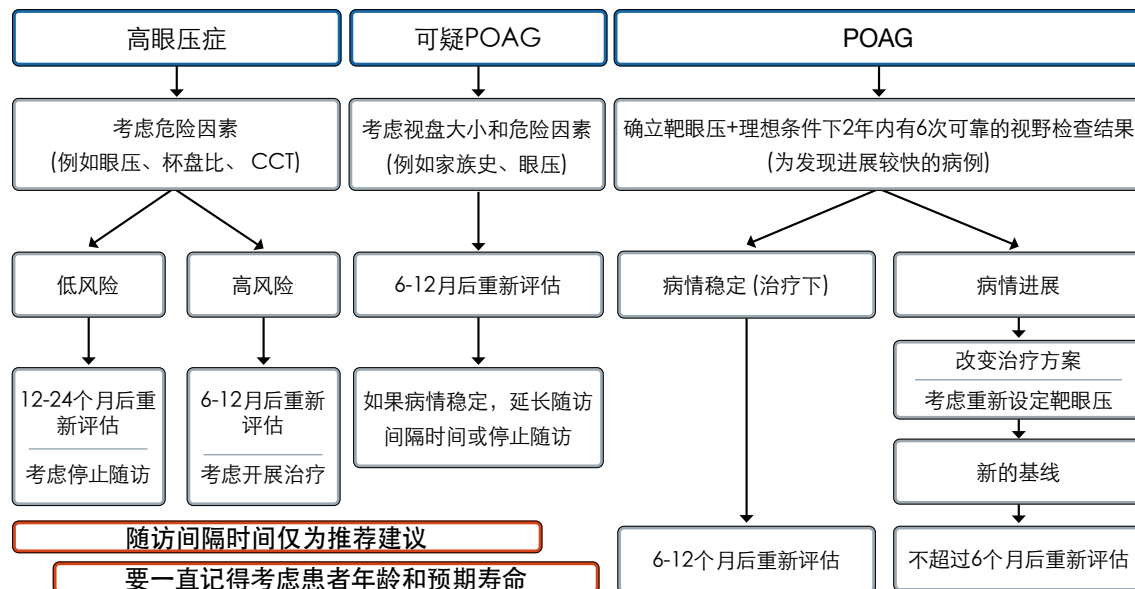 高眼压症
可疑POAG
POAG
考虑危险因素
(例如眼压、杯盘比、 CCT)
考虑视盘大小和危险因素
(例如家族史、眼压)
确立靶眼压+理想条件下2年内有6次可靠的视野检查结果
(为发现进展较快的病例)
低风险
高风险
6-12月后重新评估
病情稳定 (治疗下)
病情进展
12-24个月后重
新评估
考虑停止随访
6-12月后重新
评估
考虑开展治疗
如果病情稳定，延长随访
间隔时间或停止随访
改变治疗方案
考虑重新设定靶眼压
新的基线
6-12个月后重新评估
不超过6个月后重新评估
随访间隔时间仅为推荐建议
要一直记得考虑患者年龄和预期寿命